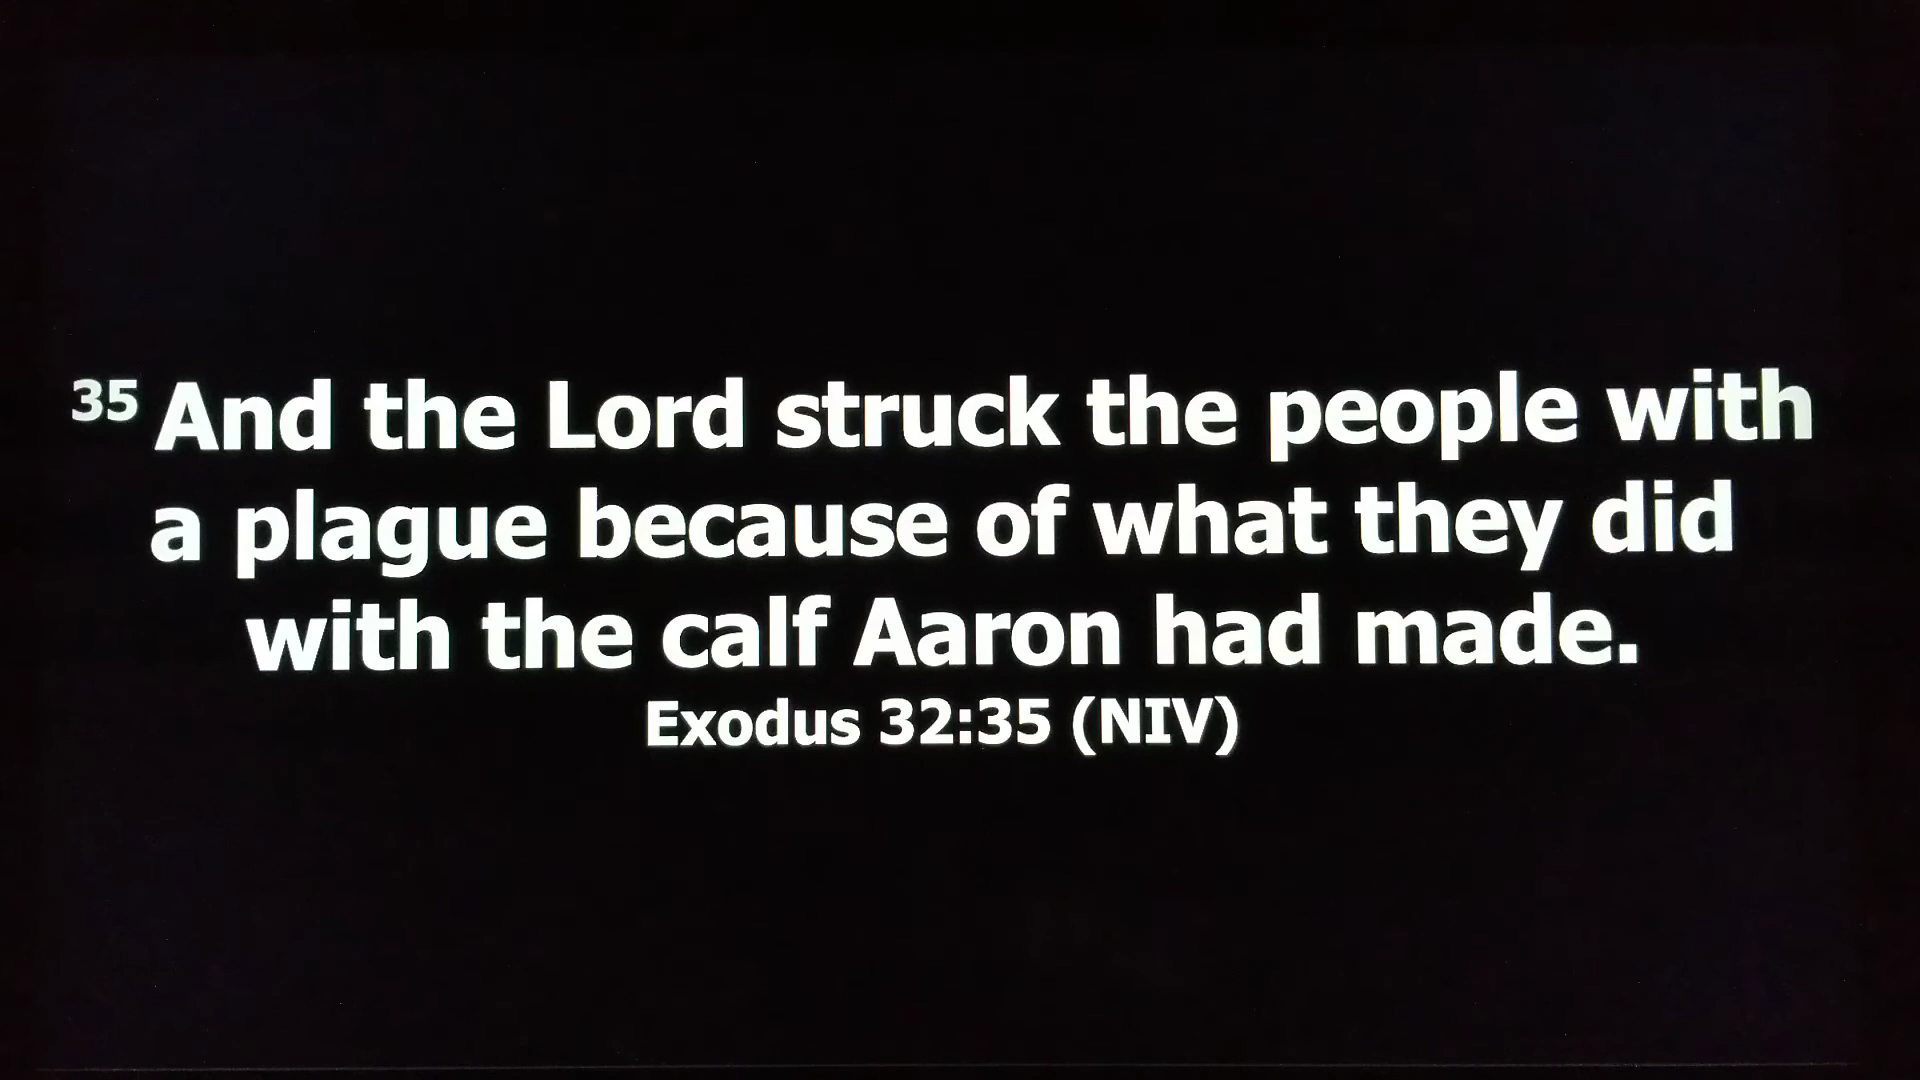 35 And the Lord struck the people with
a plague because of what they did
with the calf Aaron had made.
Exodus 32:35 (NIV)